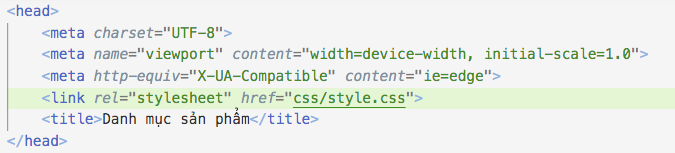 <head>
<meta charset="UTF-8">
<meta name="viewport" content="width=device-width, initial-scale=1.0">
<meta http-equiv="X-UA-Compatible" content="ie=edge">
<link rel="stylesheet" href="css/style.css">
<title>Danh mục sản phẩm</title>
</head>